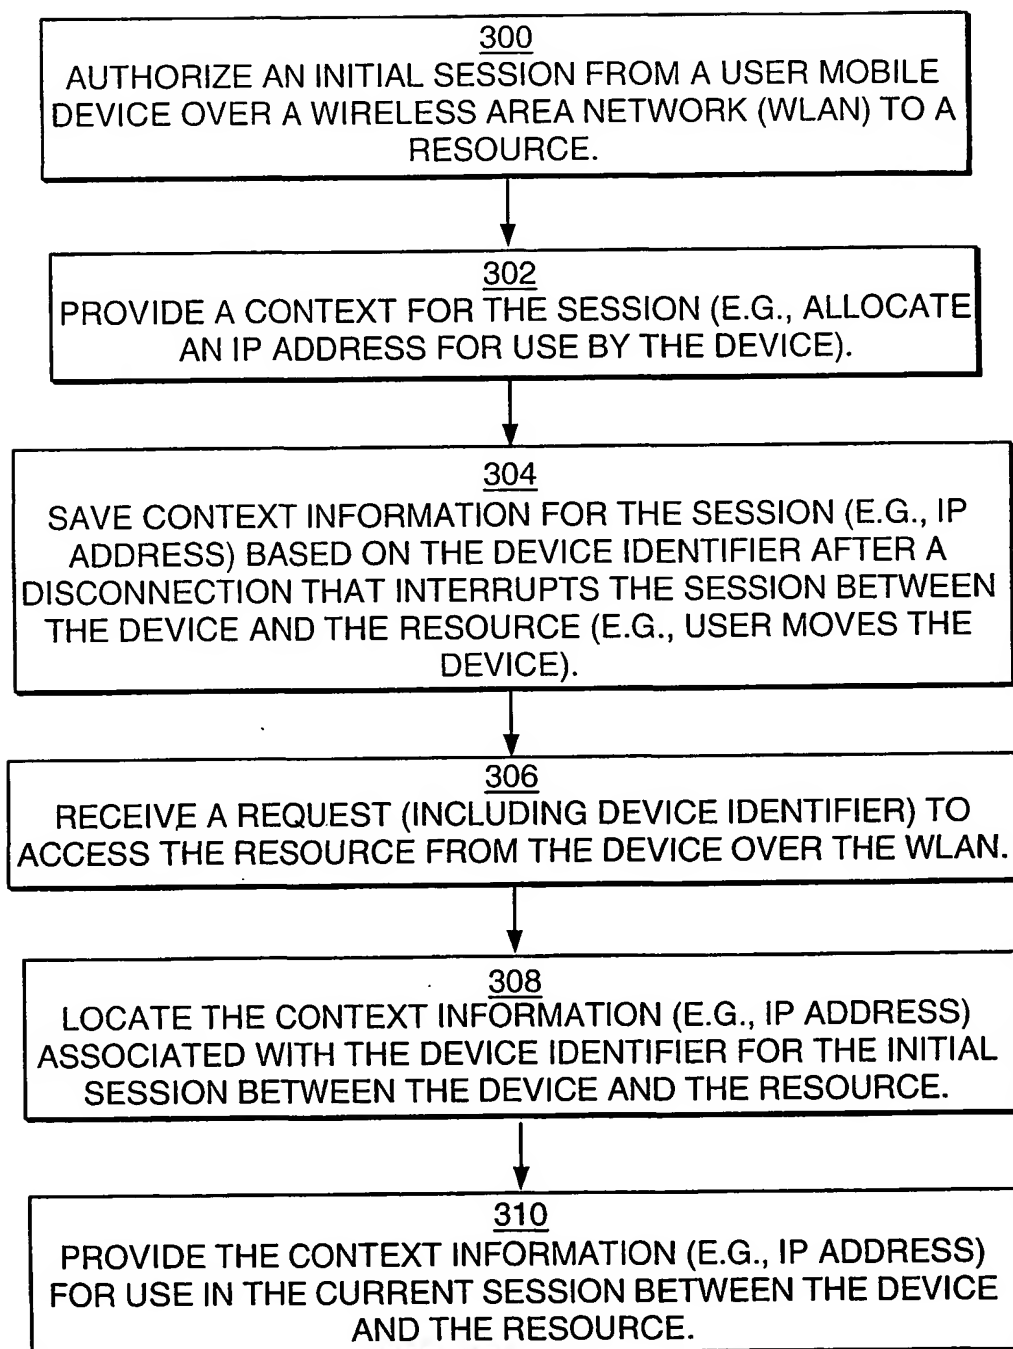 300
AUTHORIZE AN INITIAL SESSION FROM A USER MOBILE
DEVICE OVER A WIRELESS AREA NETWORK (WLAN) TO A
RESOURCE.
302
PROVIDE A CONTEXT FOR THE SESSION (E.G., ALLOCATE
AN IP ADDRESS FOR USE BY THE DEVICE).
304
SAVE CONTEXT INFORMATION FOR THE SESSION (E.G., IP
ADDRESS) BASED ON THE DEVICE IDENTIFIER AFTER A
DISCONNECTION THAT INTERRUPTS THE SESSION BETWEEN
THE DEVICE AND THE RESOURCE (E.G., USER MOVES THE
DEVICE).
306
RECEIVE A REQUEST (INCLUDING DEVICE IDENTIFIER) TO
ACCESS THE RESOURCE FROM THE DEVICE OVER THE WLAN.
308
LOCATE THE CONTEXT INFORMATION (E.G., IP ADDRESS)
ASSOCIATED WITH THE DEVICE IDENTIFIER FOR THE INITIAL
SESSION BETWEEN THE DEVICE AND THE RESOURCE.
310
PROVIDE THE CONTEXT INFORMATION (E.G., IP ADDRESS)
FOR USE IN THE CURRENT SESSION BETWEEN THE DEVICE
AND THE RESOURCE.